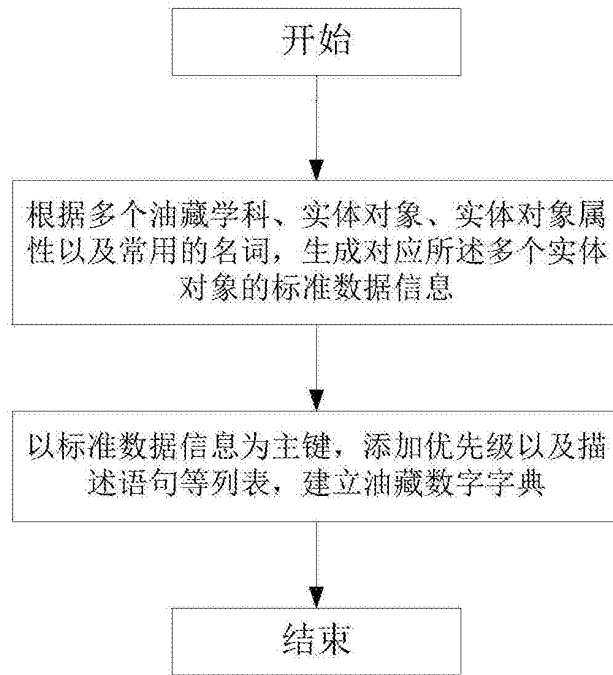 开始
根据多个油藏学科、实体对象、实体对象属
性以及常用的名词，生成对应所述多个实体
对象的标准数据信息
以标准数据信息为主键，添加优先级以及描
述语句等列表，建立油藏数字字典
结束